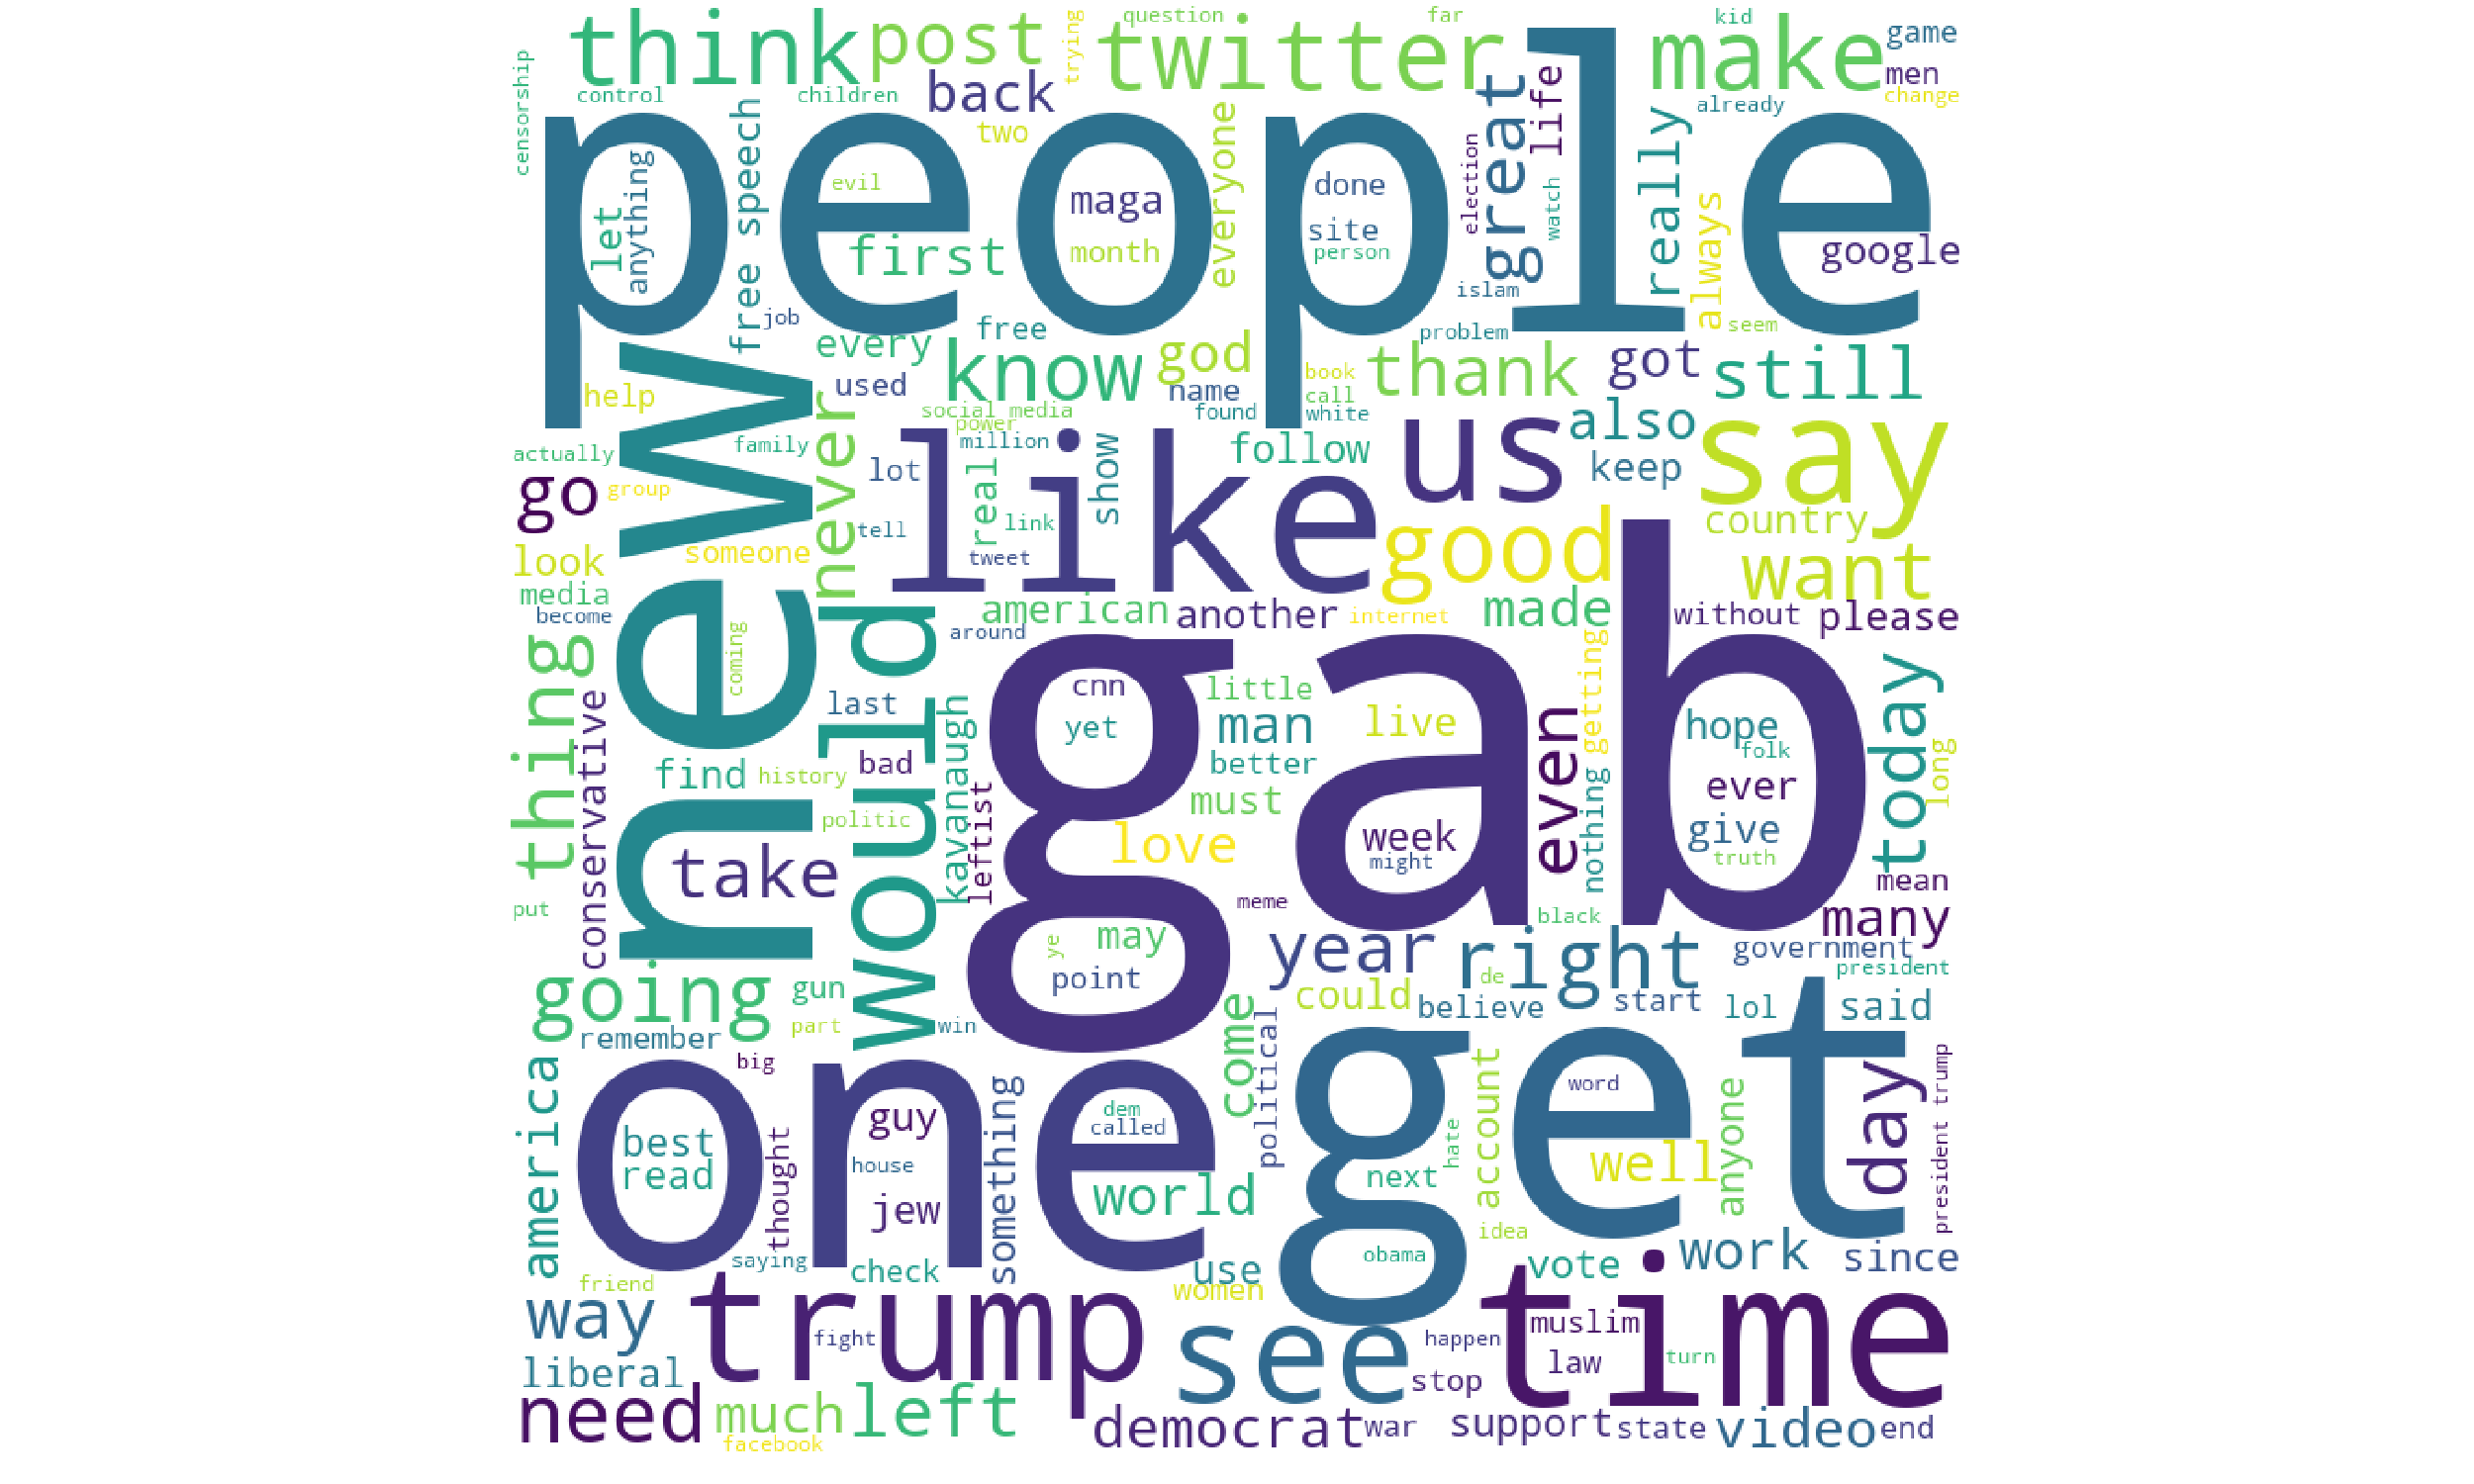 think
post
twitter
question
far
make
kid
game
trying
back
men
censorship
control
children
already
change
people
two
great
life
really
free speech
everyone
anything
let
evil
maga
done
election
watch
always
first
month
site
person
google
islam
job
free
problem
seem
every
know
god
thank
got
still
help
used
name
book
call
new
never
social media
power
found
white
also
say
like
us
actually
family
million
show
follow
keep
go
group
lot
real
link
good
country
look
someone
tell
tweet
want
media
become
american
another
internet
made
without
please
around
thing
coming
would
gab
cnn
little
getting
today
conservative
last
kavanaugh
yet
man
live
even
hope
folk
long
find
history
bad
better
ever
leftist
must
nothing
politic
take
love
week
might
give
truth
mean
put
meme
black
many
may
ye
point
year
right
government
president
going
gun
could
de
believe
start
lol
said
remember
part
win
come
political
get
america
big
one
something
dem
called
account
word
day
president trump
best
read
guy
thought
house
hate
well
anyone
jew
world
next
idea
saying
check
use
obama
vote
work
since
friend
women
time
way
trump
fight
see
happen
muslim
liberal
stop
law
turn
need
much
left
democrat
war
support
state
video
end
facebook